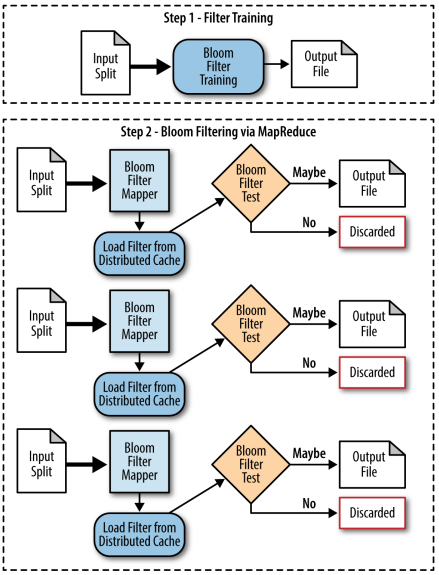 Step 1 - Filter Training
Input
Split
Bloom
Filter
Training
Output
File
Step 2 - Bloom Filtering via MapReduce
Input
Split
Bloom
Filter
Mapper
Load Filter from
Distributed Cache
Bloom
Filter
Test
Maybe
No
Output
File
Discarded
Input
Split
Bloom
Filter
Mapper
Load Filter from
Distributed Cache
Bloom
Filter
Test
Maybe
No
Output
File
Discarded
Input
Split
Bloom
Filter
Mapper
Load Filter from
Distributed Cache
Bloom
Filter
Test
Maybe
No
Output
File
Discarded